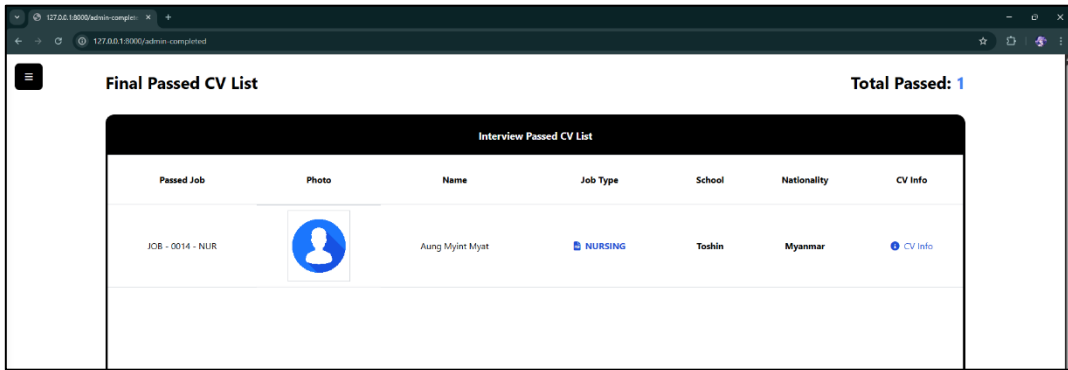 127.0.0.1:8000/admin-complet
127.0.0.1:8000/admin-completed
Final Passed CV List
Total Passed: 1
Interview Passed CV List
Passed Job Photo Name Job Type School Nationality CV Info
JOB - 0014 - NUR Aung Myint Myat NURSING Toshin Myanmar CV Info